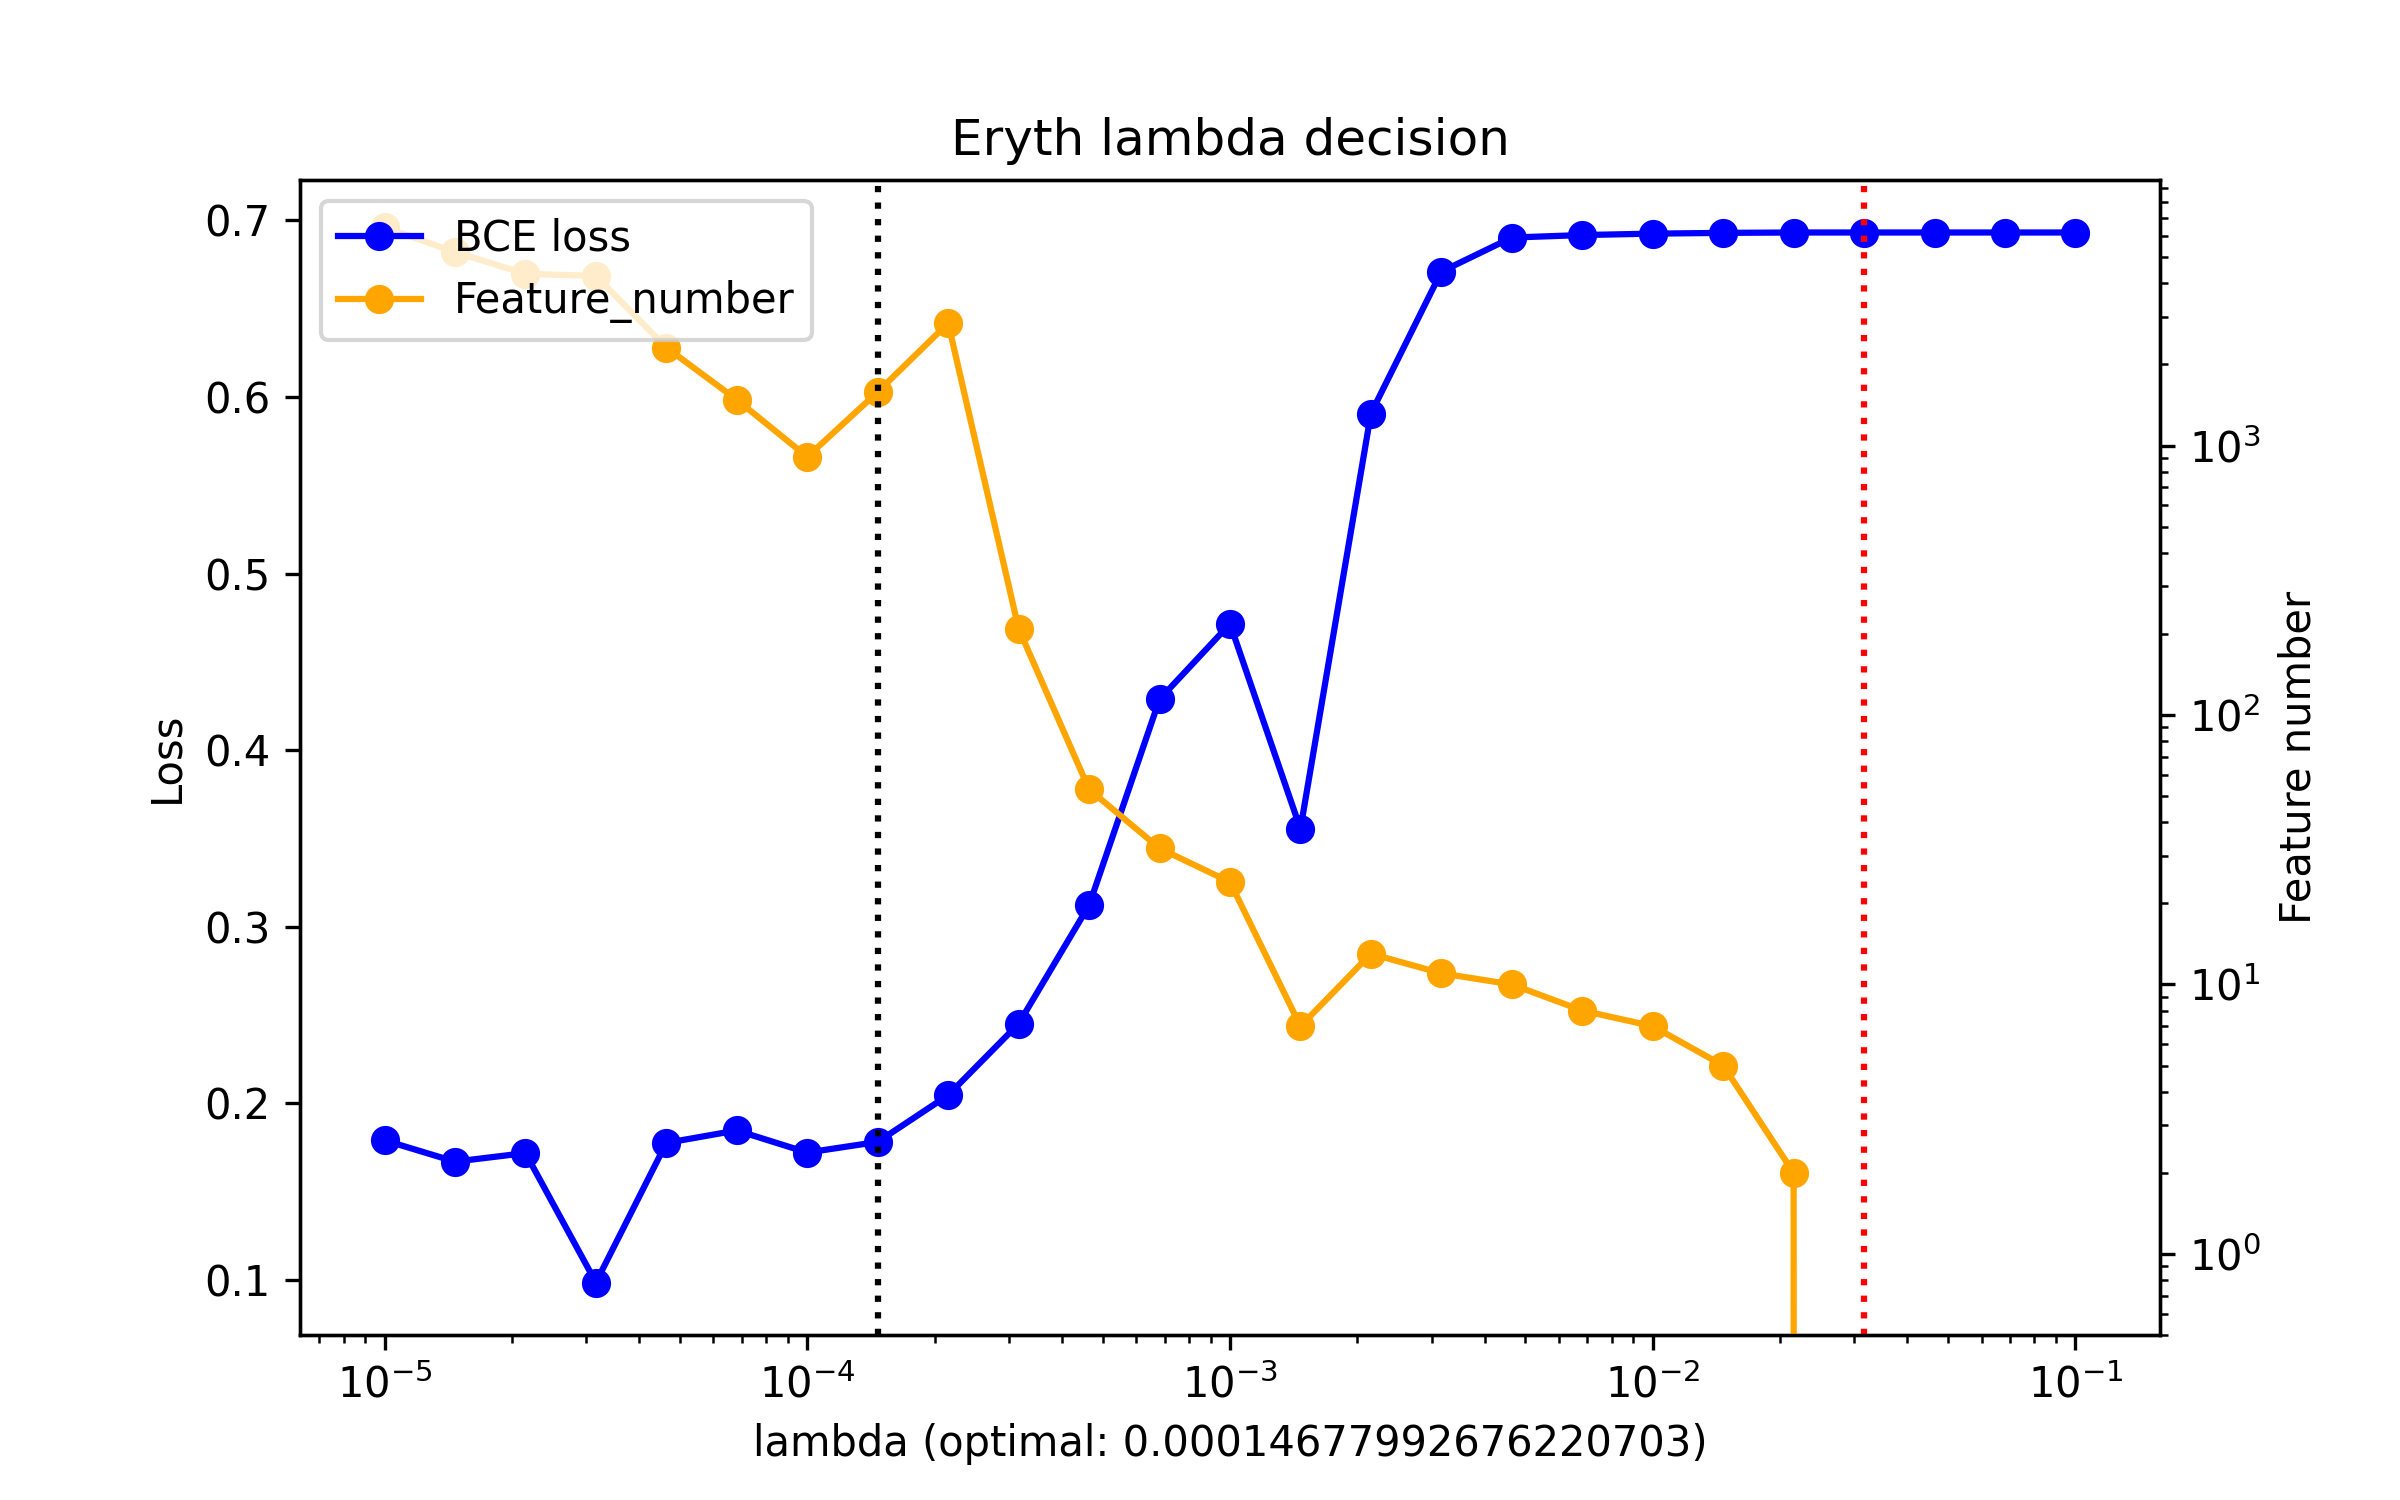 Eryth lambda decision
BCE loss
Feature_number
0.7
0.6
0.5
0.4
0.3
0.2
0.1
Loss
10³
10²
10¹
10⁰
Feature number
10⁻⁵ 10⁻⁴ 10⁻³ 10⁻² 10⁻¹
lambda (optimal: 0.00014677992676220703)